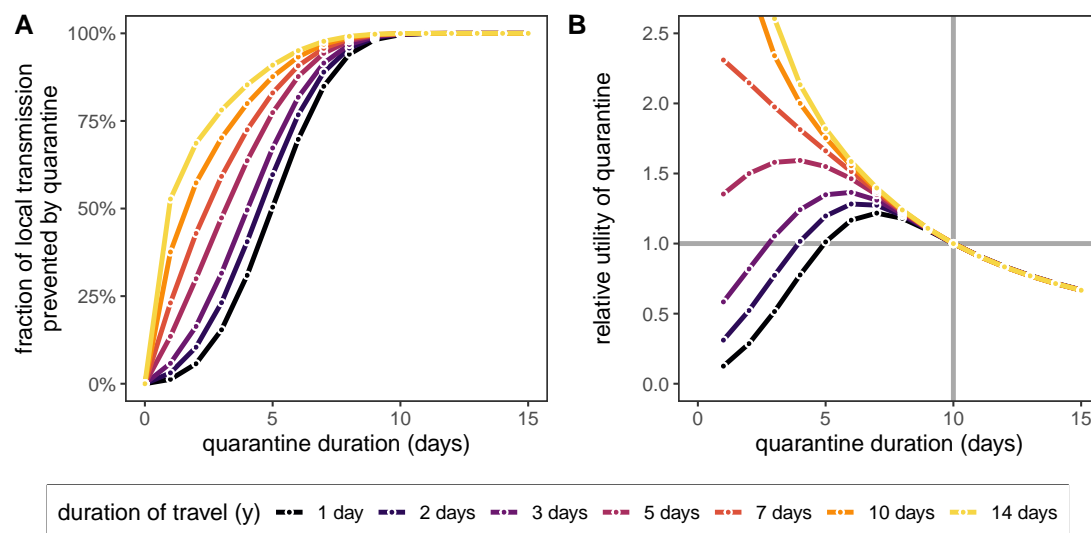 A
100%
75%
50%
25%
0%
fraction of local transmission
prevented by quarantine
0
5
10
15
quarantine duration (days)
B
2.5
2.0
1.5
1.0
0.5
0.0
relative utility of quarantine
0
5
10
15
quarantine duration (days)
duration of travel (y) 1 day 2 days 3 days 5 days 7 days 10 days 14 days